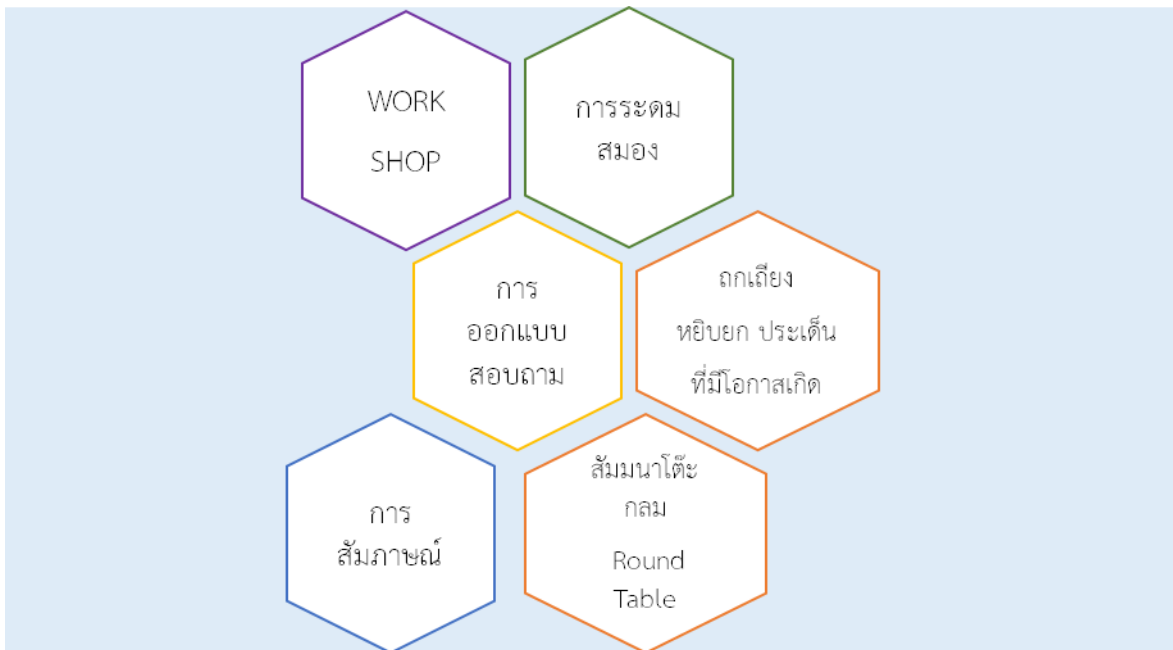 WORK
SHOP
การระดม
สมอง
การ
ออกแบบ
สอบถาม
ถกเถียง
หยิบยก ประเด็น
ที่มีโอกาสเกิด
การ
สัมภาษณ์
สัมมนาโต๊ะ
กลม
Round
Table